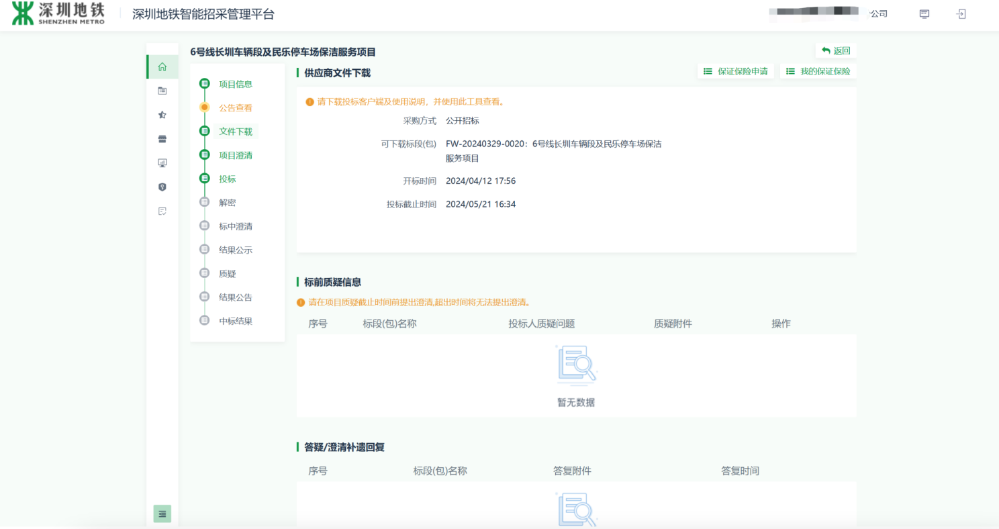 深圳地铁
SHENZHEN METRO
深圳地铁智能招采管理平台
公司
6号线长圳车辆段及民乐停车场保洁服务项目
返回
项目信息
公告查看
文件下载
项目澄清
投标
解密
标中澄清
结果公示
质疑
结果公告
中标结果
供应商文件下载
保证保险申请
我的保证保险
请下载投标客户端及使用说明，并使用此工具查看。
采购方式 公开招标
可下载标段(包) FW-20240329-0020：6号线长圳车辆段及民乐停车场保洁
服务项目
开标时间 2024/04/12 17:56
投标截止时间 2024/05/21 16:34
标前质疑信息
请在项目质疑截止时间前提出澄清,超出时间将无法提出澄清。
序号 标段(包)名称 投标人质疑问题 质疑附件 操作
暂无数据
答疑/澄清补遗回复
序号 标段(包)名称 答复附件 答复时间